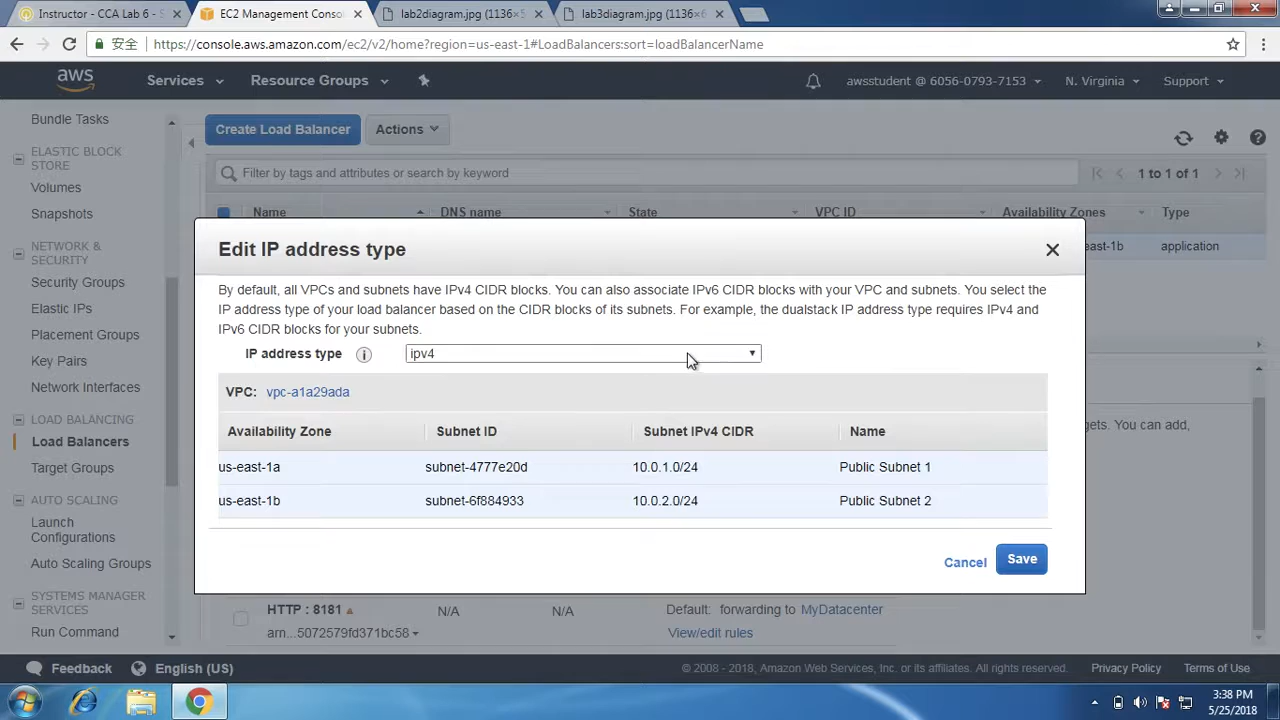 Instructor - CCA Lab 6 - S
EC2 Management Conso
lab2diagram.jpg (1136×5
lab3diagram.jpg (1136×6
安全
https://console.aws.amazon.com/ec2/v2/home?region=us-east-1#LoadBalancers:sort=loadBalancerName
aws
Services
Resource Groups
awsstudent @ 6056-0793-7153
N. Virginia
Support
Bundle Tasks
ELASTIC BLOCK
STORE
Volumes
Snapshots
NETWORK &
SECURITY
Security Groups
Elastic IPs
Placement Groups
Key Pairs
Network Interfaces
LOAD BALANCING
Load Balancers
Target Groups
AUTO SCALING
Launch
Configurations
Auto Scaling Groups
SYSTEMS MANAGER
SERVICES
Run Command
Create Load Balancer
Actions
Filter by tags and attributes or search by keyword
1 to 1 of 1
Name
DNS name
State
VPC ID
Availability Zones
Type
east-1b
application
Edit IP address type
By default, all VPCs and subnets have IPv4 CIDR blocks. You can also associate IPv6 CIDR blocks with your VPC and subnets. You select the
IP address type of your load balancer based on the CIDR blocks of its subnets. For example, the dualstack IP address type requires IPv4 and
IPv6 CIDR blocks for your subnets.
IP address type
ipv4
VPC: vpc-a1a29ada
Availability Zone
Subnet ID
Subnet IPv4 CIDR
Name
us-east-1a
subnet-4777e20d
10.0.1.0/24
Public Subnet 1
us-east-1b
subnet-6f884933
10.0.2.0/24
Public Subnet 2
Cancel
Save
gets. You can add,
HTTP : 8181
N/A
N/A
Default: forwarding to MyDatacenter
arn...5072579fd371bc58
View/edit rules
Feedback
English (US)
© 2008 - 2018, Amazon Web Services, Inc. or its affiliates. All rights reserved.
Privacy Policy
Terms of Use
3:38 PM
5/25/2018